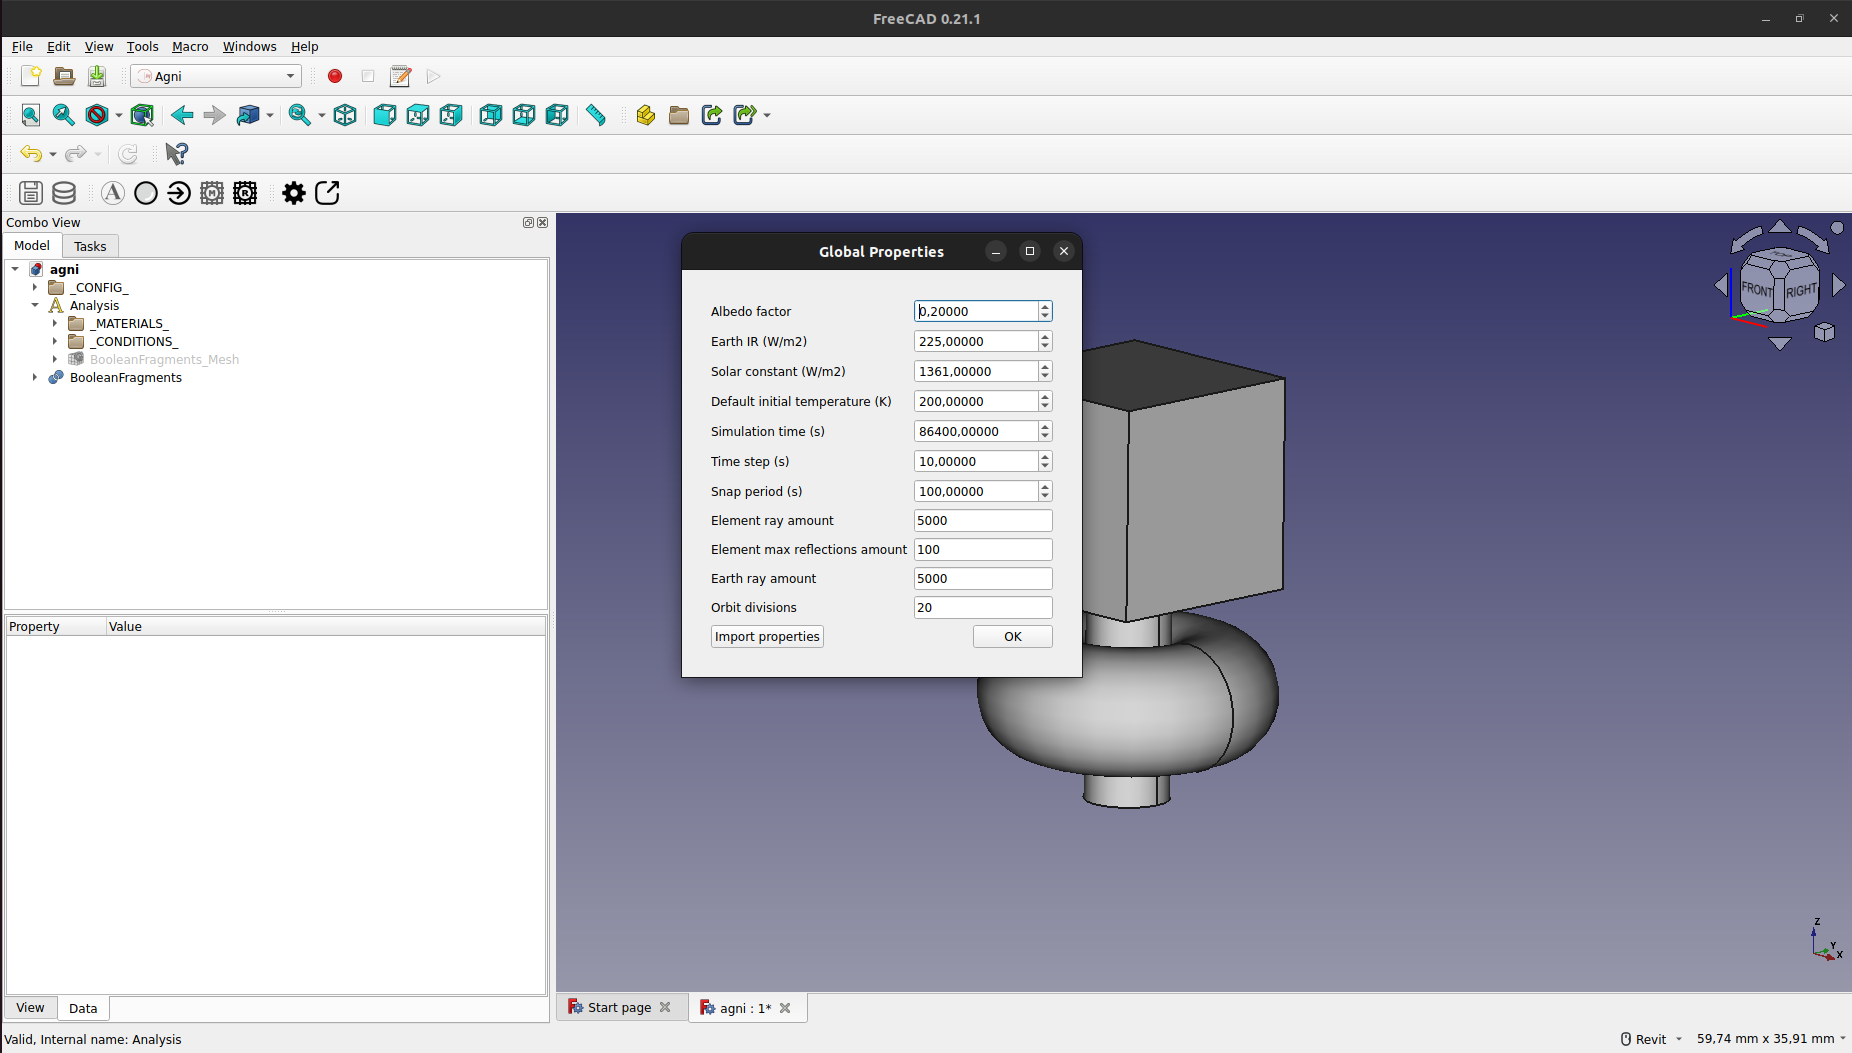 FreeCAD 0.21.1
File Edit View Tools Macro Windows Help
Agni
Combo View
Model Tasks
agni
_CONFIG_
Analysis
_MATERIALS_
_CONDITIONS_
BooleanFragments_Mesh
BooleanFragments
Property Value
View Data
Global Properties
Albedo factor 0,20000
Earth IR (W/m2) 225,00000
Solar constant (W/m2) 1361,00000
Default initial temperature (K) 200,00000
Simulation time (s) 86400,00000
Time step (s) 10,00000
Snap period (s) 100,00000
Element ray amount 5000
Element max reflections amount 100
Earth ray amount 5000
Orbit divisions 20
Import properties OK
TOP
FRONT RIGHT
Z
Y
X
Start page agni : 1*
Valid, Internal name: Analysis Revit 59,74 mm x 35,91 mm